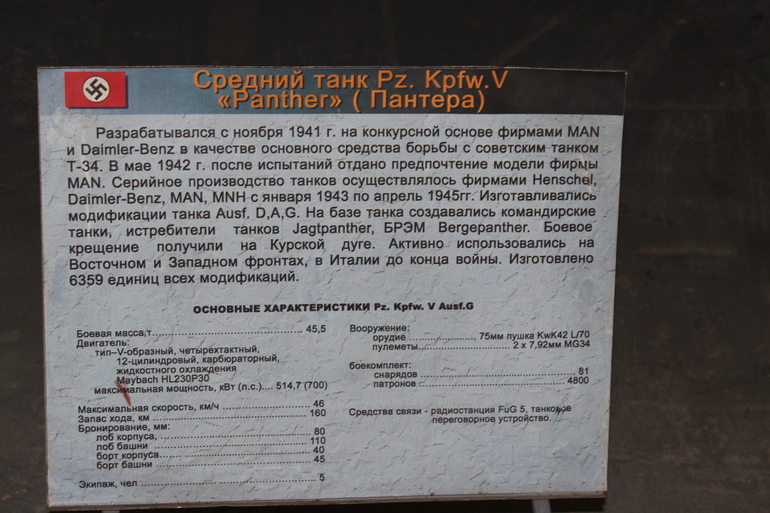 Средний танк Pz. Kpfw.V
«Panther» ( Пантера)
Разрабатывался с ноября 1941 г. на конкурсной основе фирмами MAN
и Daimler-Benz в качестве основного средства борьбы с советским танком
Т-34. В мае 1942 г. после испытаний отдано предпочтение модели фирмы
MAN. Серийное производство танков осуществлялось фирмами Henschel,
Daimler-Benz, MAN, MNH с января 1943 по апрель 1945гг. Изготавливались
модификации танка Ausf, D,A,G. На базе танка создавались командирские
танки, истребители танков Jagtpanther, БРЭМ Bergepanther. Боевое
крещение получили на Курской дуге. Активно использовались на
Восточном и Западном фронтах, в Италии до конца войны. Изготовлено
6359 единиц всех модификаций.
ОСНОВНЫЕ ХАРАКТЕРИСТИКИ Pz. Kpfw. V Ausf.G
Боевая масса,т 45,5
Двигатель:
тип–V-образный, четырехтактный,
12-цилиндровый, карбюраторный,
жидкостного охлаждения
Maybach HL230P30
максимальная мощность, кВт (л.с.).... 514,7 (700)
Максимальная скорость, км/ч 46
Запас хода, км 160
Бронирование, мм:
лоб корпуса, 80
лоб башни 110
борт корпуса 40
борт башни 45
Экипаж, чел 5
Вооружение:
орудие 75мм пушка KwK42 L/70
пулеметы 2 x 7,92мм MG34
боекомплект:
снарядов 81
патронов 4800
Средства связи - радиостанция FuG 5, танковое
переговорное устройство.